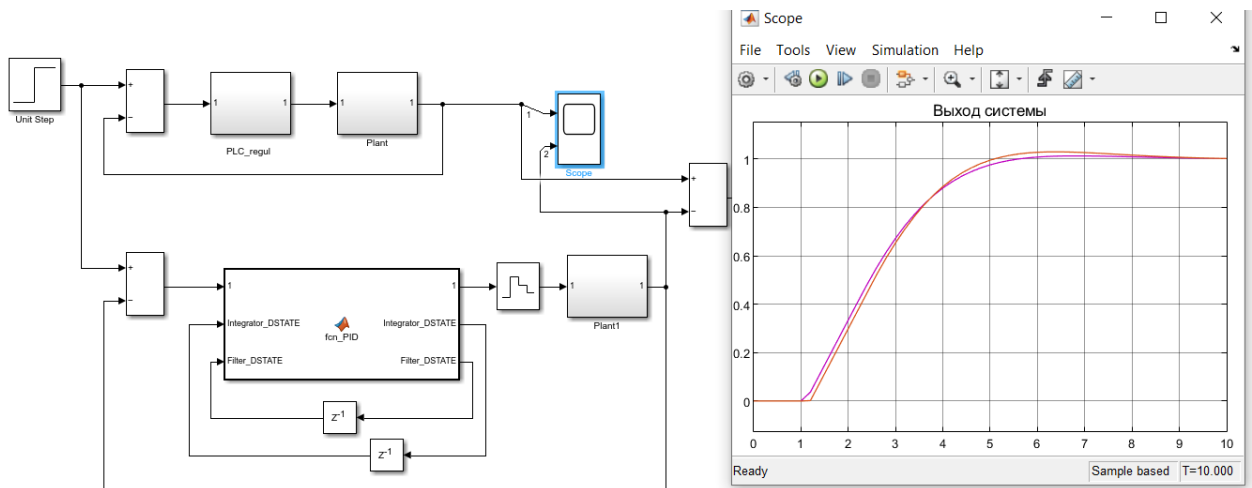 Unit Step
+
−
1
1
PLC_regul
1
1
Plant
1
2
Scope
+
−
+
−
1
Integrator_DSTATE
Filter_DSTATE
fcn_PID
1
Integrator_DSTATE
Filter_DSTATE
1
1
Plant1
z-1
z-1
Scope
File Tools View Simulation Help
Выход системы
1
0.8
0.6
0.4
0.2
0
0 1 2 3 4 5 6 7 8 9 10
Ready
Sample based T=10.000